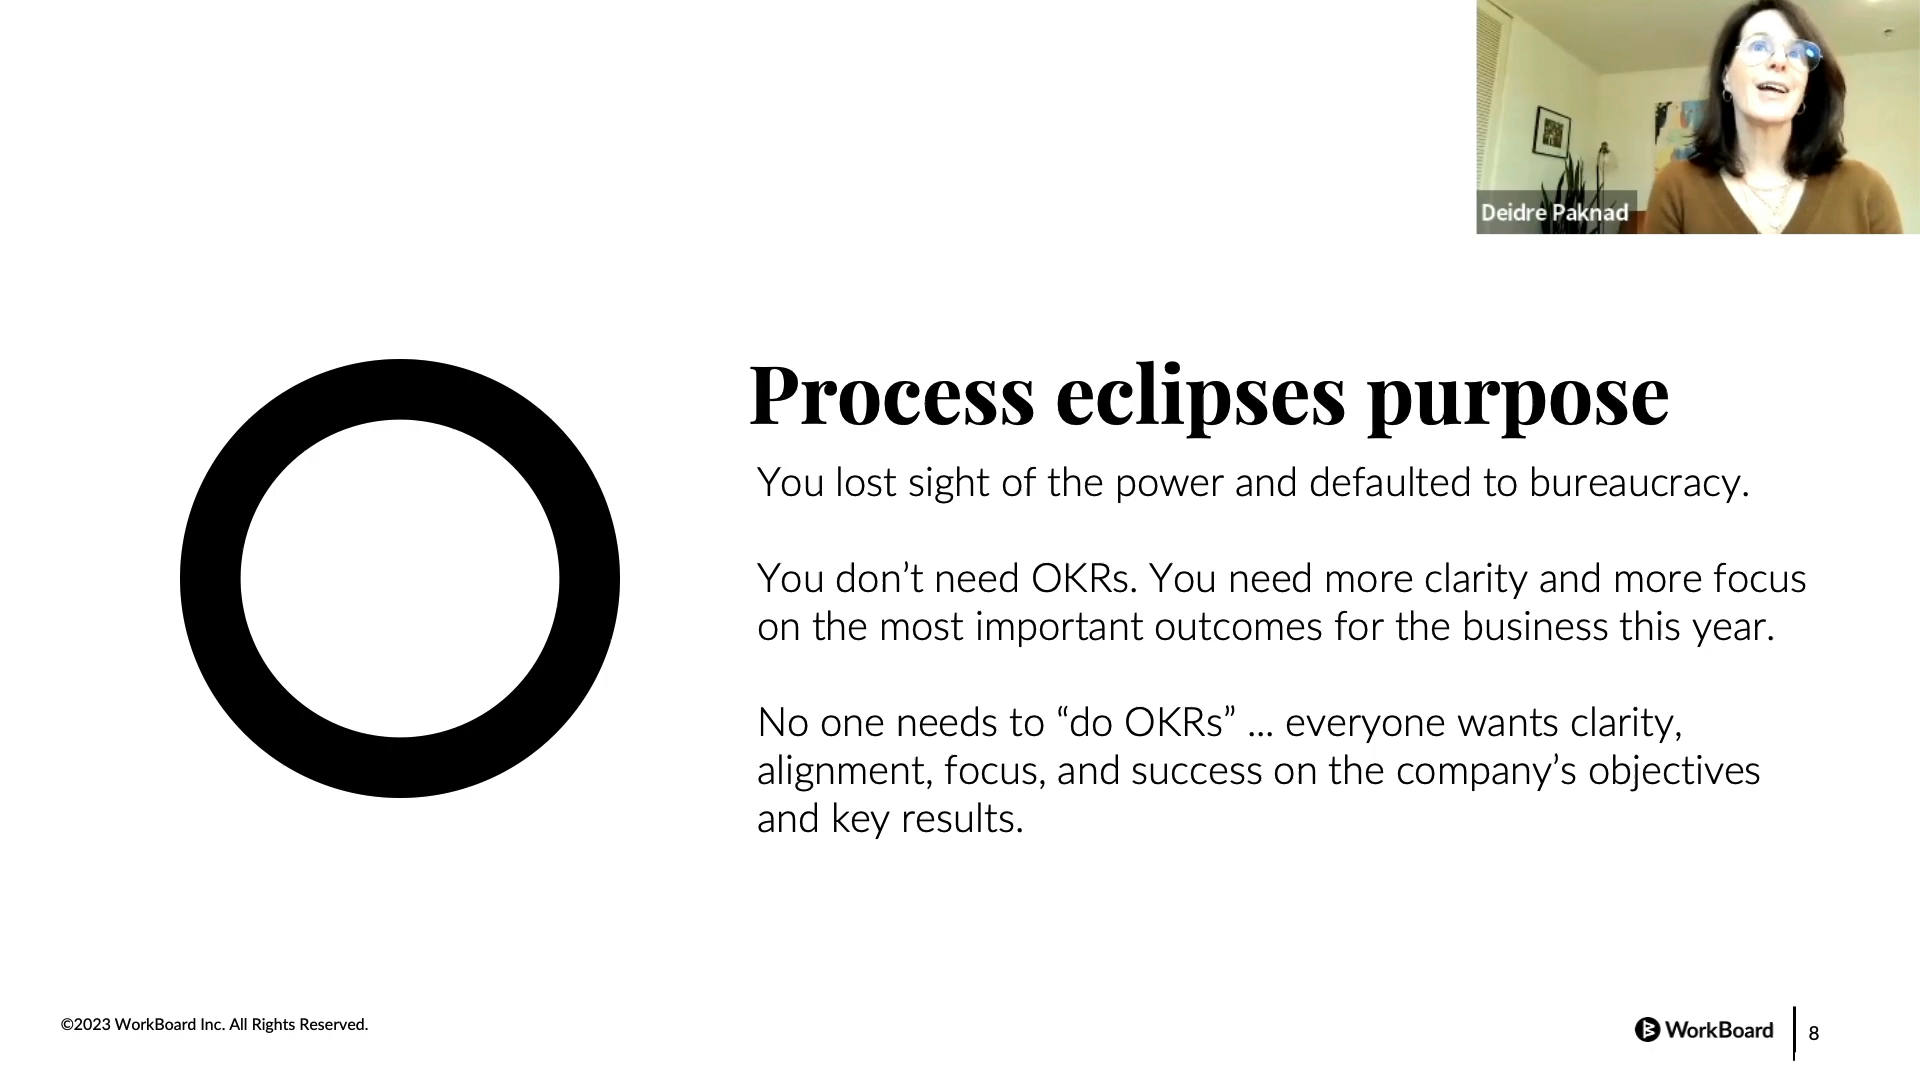 Deidre Paknad
Process eclipses purpose
You lost sight of the power and defaulted to bureaucracy.
You don’t need OKRs. You need more clarity and more focus
on the most important outcomes for the business this year.
No one needs to “do OKRs” ... everyone wants clarity,
alignment, focus, and success on the company’s objectives
and key results.
©2023 WorkBoard Inc. All Rights Reserved.
WorkBoard
8